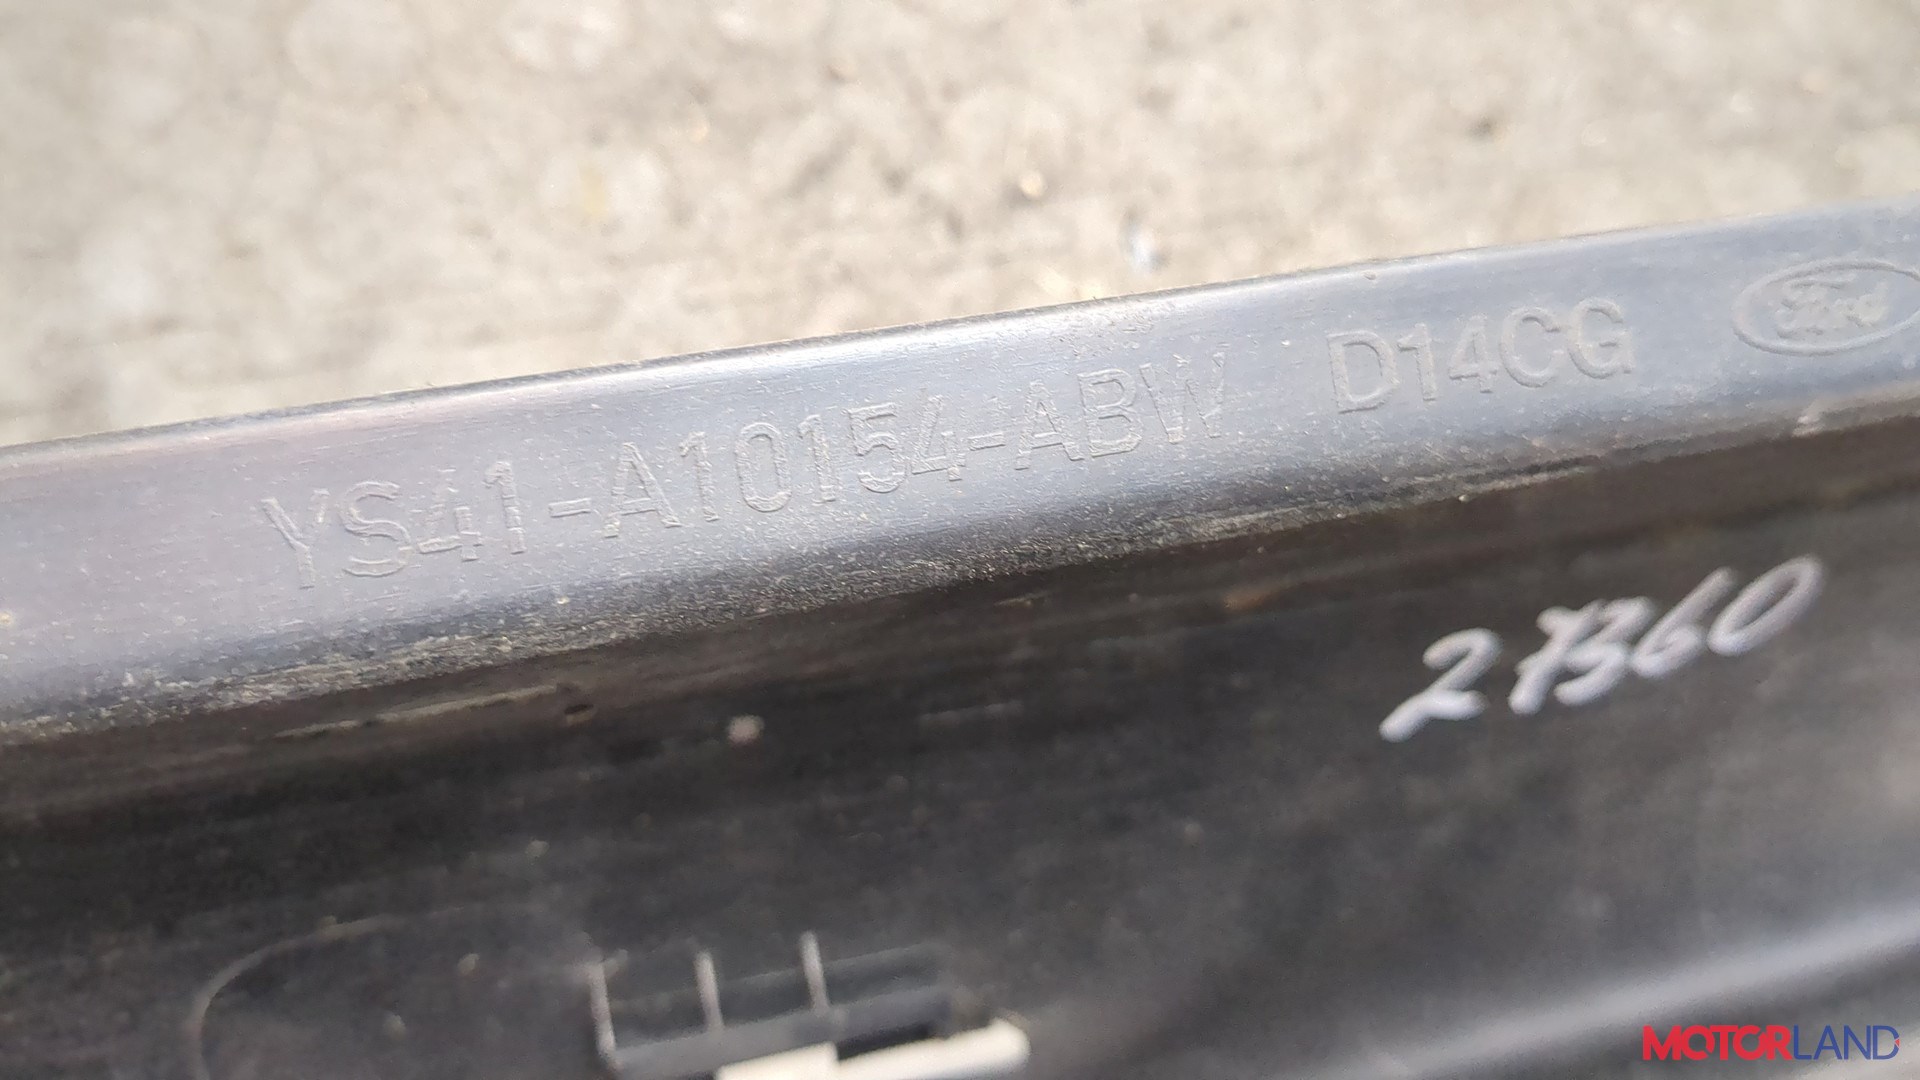 YS41-A10154-ABW D14CG Ford
27360
MOTORLAND